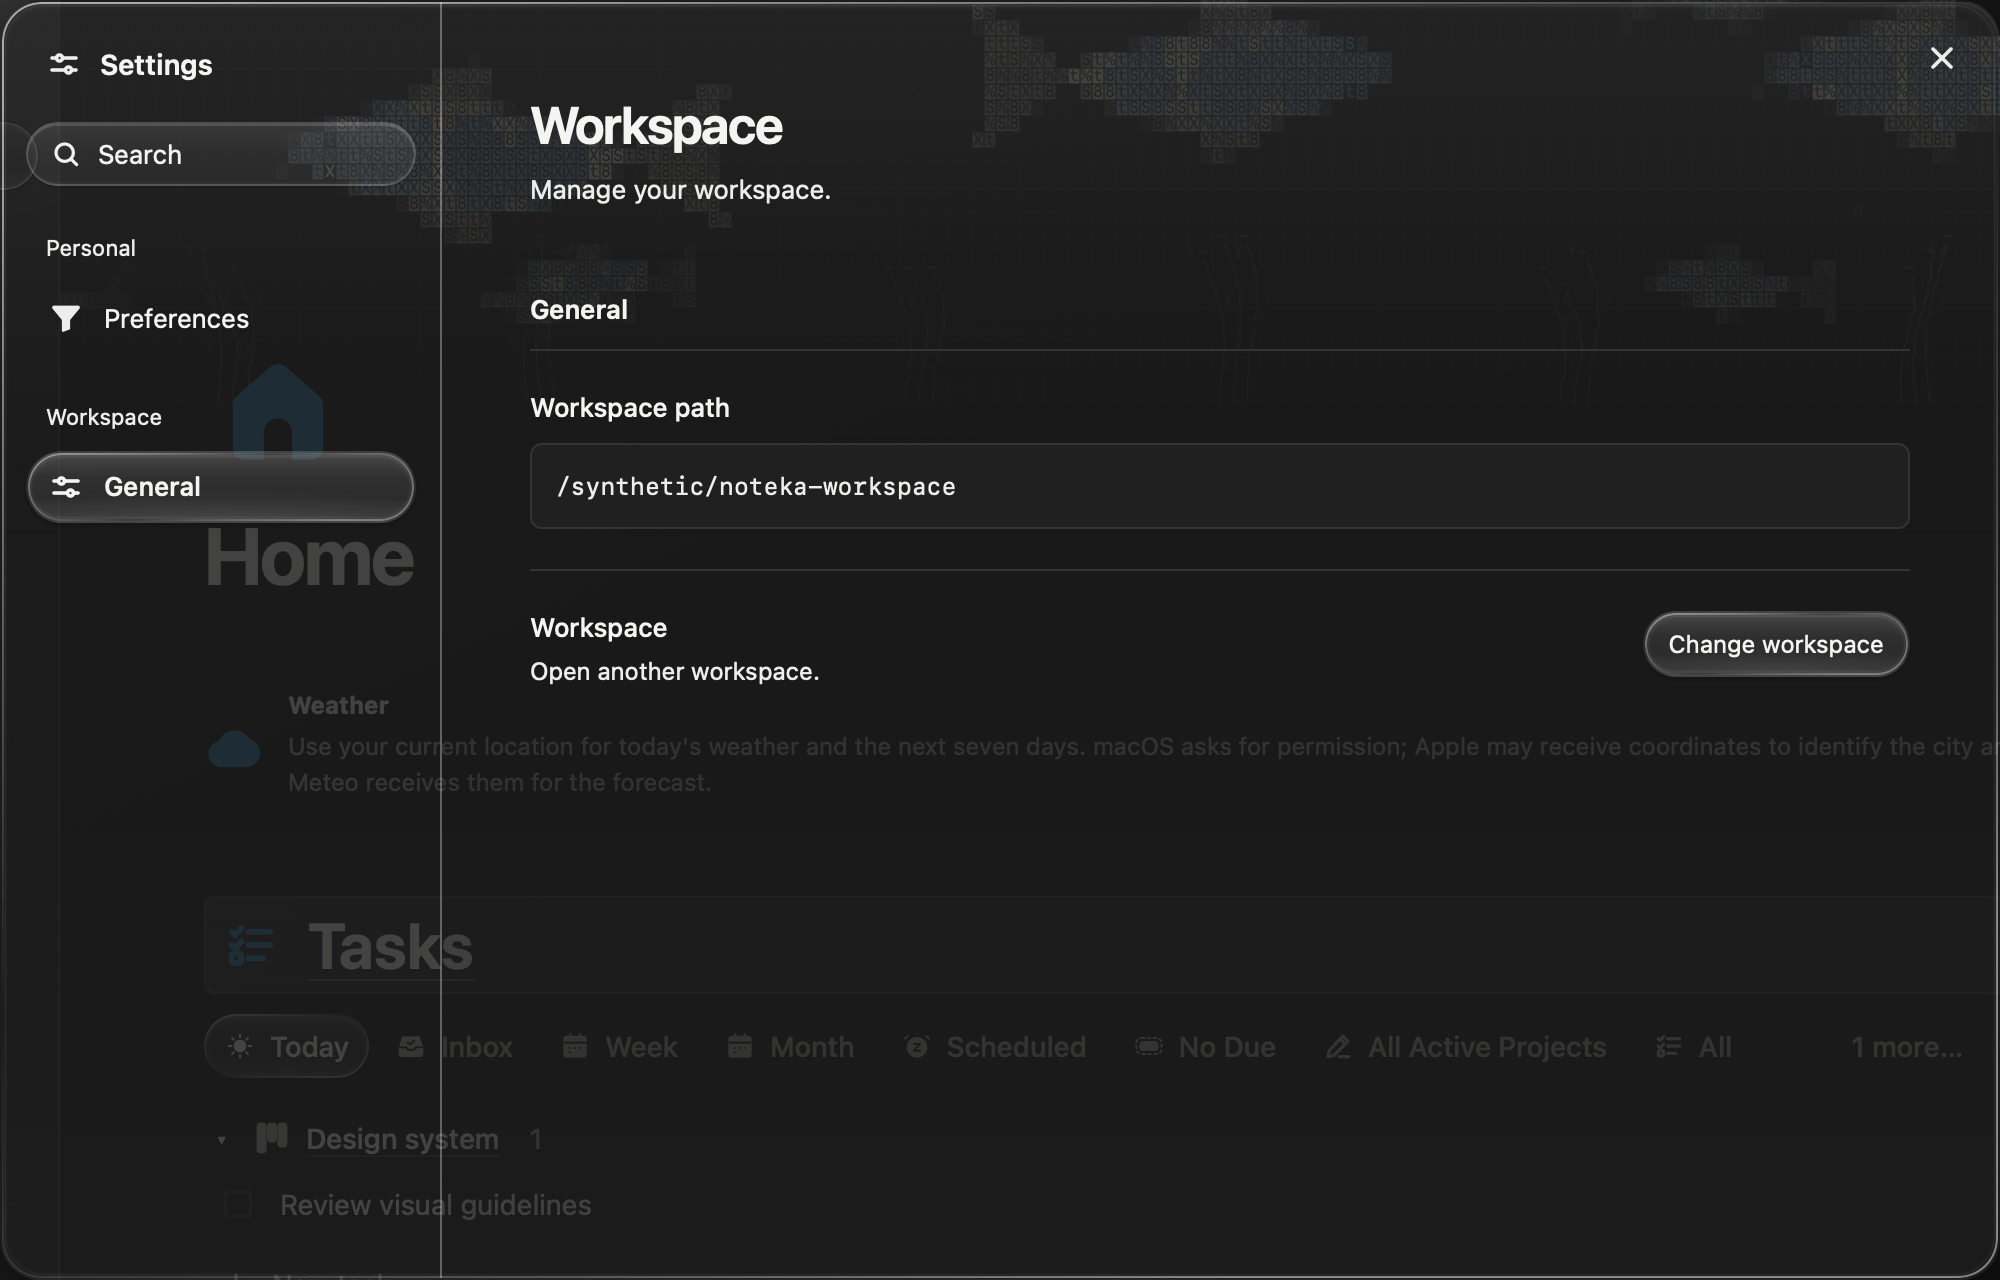 Settings
Search
Personal
Preferences
Workspace
General
Workspace
Manage your workspace.
General
Workspace path
/synthetic/noteka-workspace
Workspace
Open another workspace.
Change workspace
Home
Weather
Use your current location for today's weather and the next seven days. macOS asks for permission; Apple may receive coordinates to identify the city
Meteo receives them for the forecast.
Tasks
Today
Inbox
Week
Month
Scheduled
No Due
All Active Projects
All
1 more...
Design system 1
Review visual guidelines